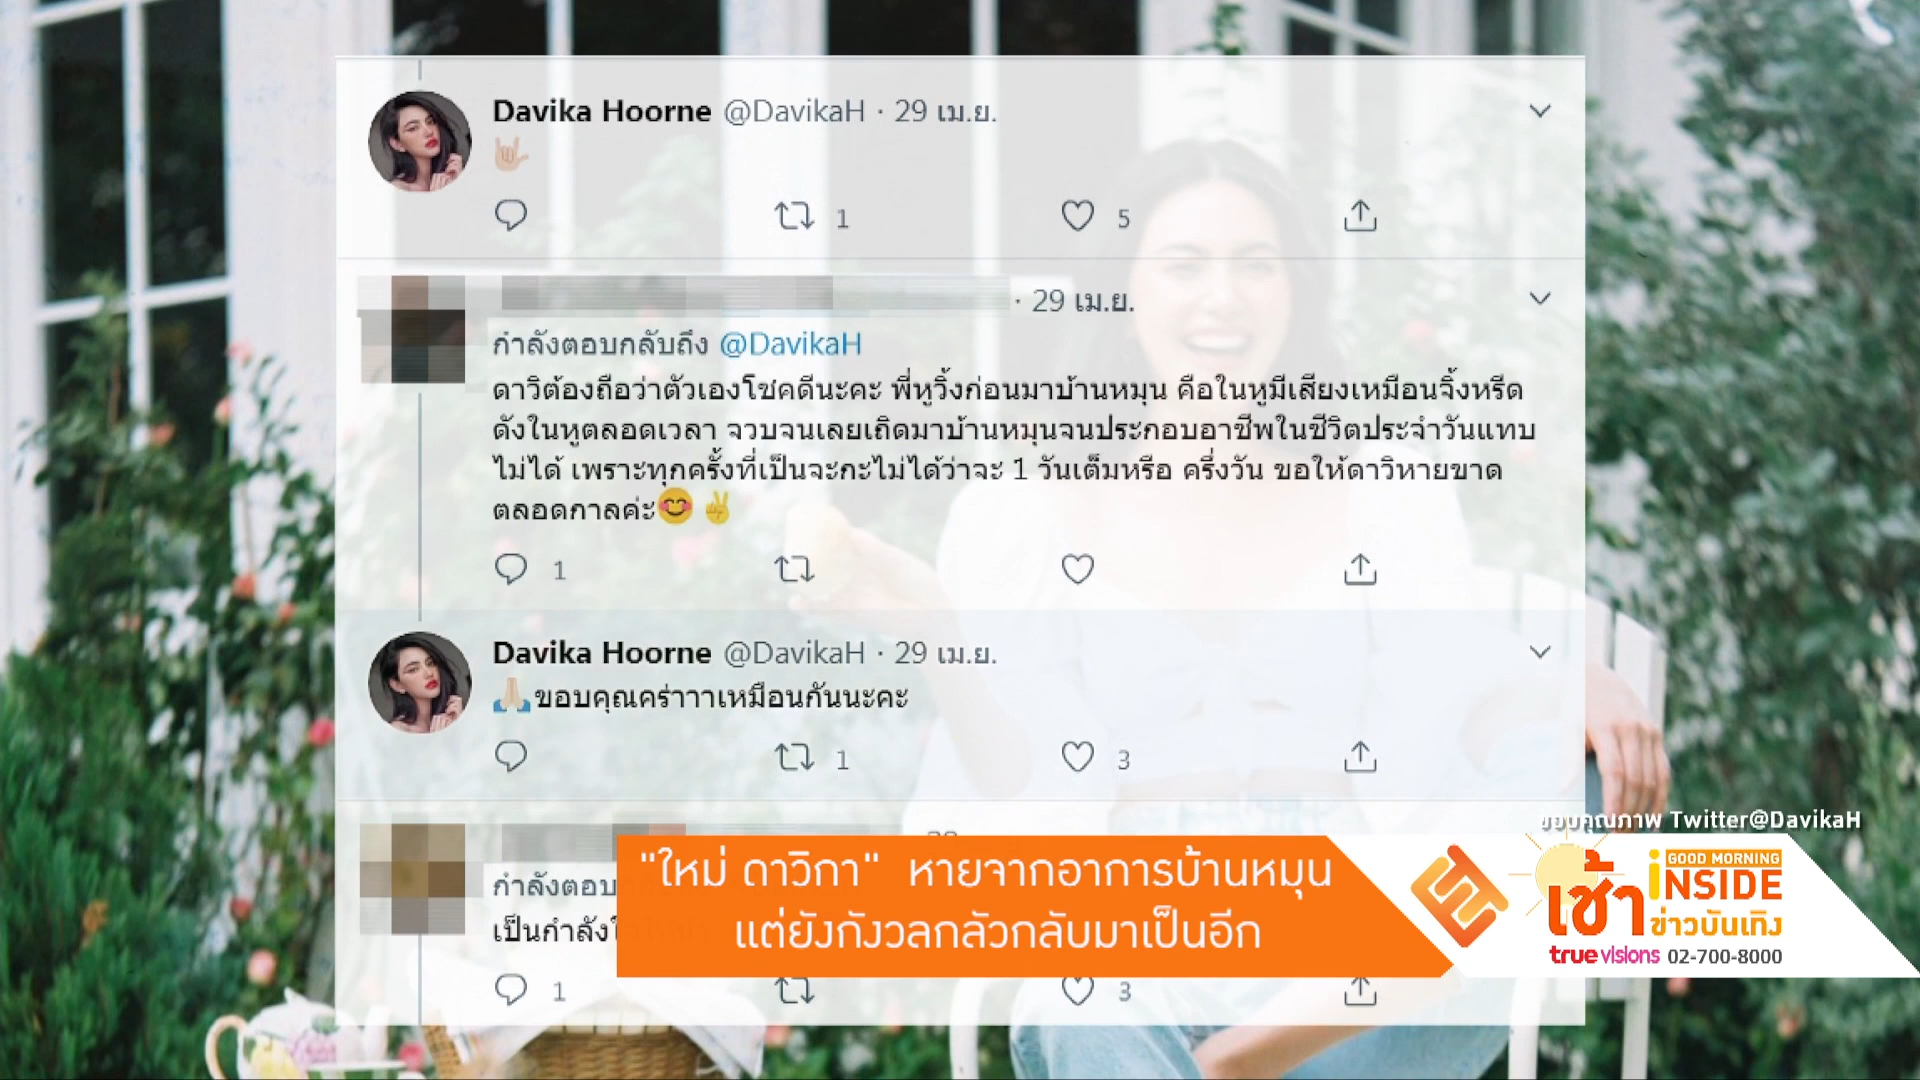 Davika Hoorne @DavikaH · 29 เม.ย.
1
5
· 29 เม.ย.
กำลังตอบกลับถึง @DavikaH
ดาวิต้องถือว่าตัวเองโชคดีนะคะ พี่หูวิ้งก่อนมาบ้านหมุน คือในหูมีเสียงเหมือนจิ้งหรีด
ดังในหูตลอดเวลา จวบจนเลยเถิดมาบ้านหมุนจนประกอบอาชีพในชีวิตประจำวันแทบ
ไม่ได้ เพราะทุกครั้งที่เป็นจะกะไม่ได้ว่าจะ 1 วันเต็มหรือ ครึ่งวัน ขอให้ดาวิหายขาด
ตลอดกาลค่ะ😊✌
1
Davika Hoorne @DavikaH · 29 เม.ย.
🙏🏻ขอบคุณคร่าาาเหมือนกันนะคะ
1
3
กำลังตอบ
เป็นกำลัง
1
3
"ใหม่ ดาวิกา" หายจากอาการบ้านหมุน
แต่ยังกังวลกลัวกลับมาเป็นอีก
ขอบคุณภาพ Twitter@DavikaH
เช้า GOOD MORNING
iNSIDE
ข่าวบันเทิง
truevisions 02-700-8000